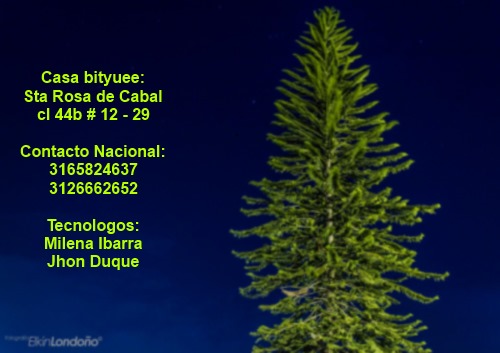 Casa bityuee:
Sta Rosa de Cabal
cl 44b # 12 - 29
Contacto Nacional:
3165824637
3126662652
Tecnologos:
Milena Ibarra
Jhon Duque
ElkinLondoño